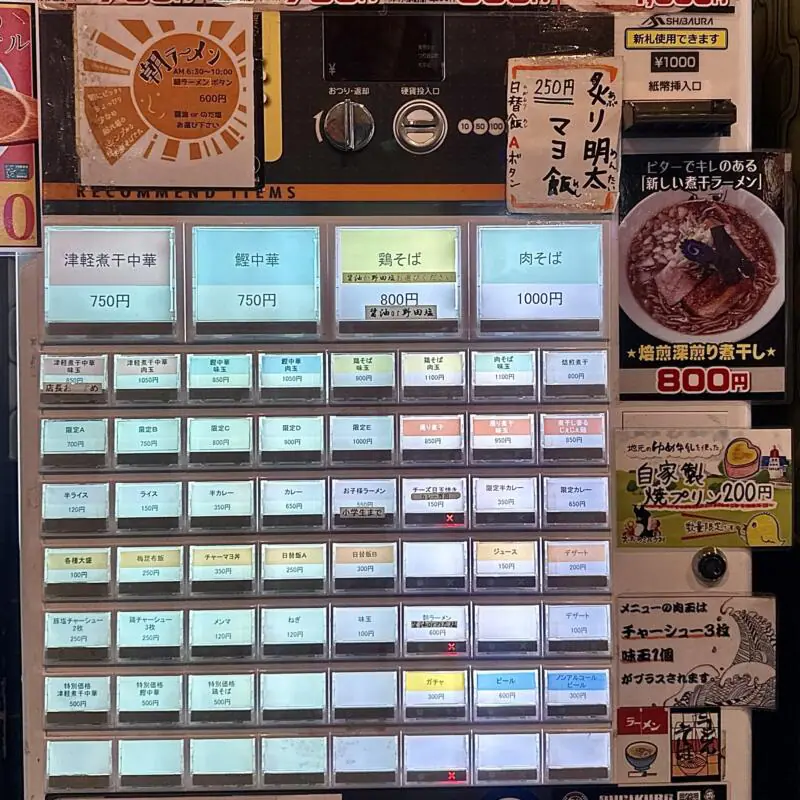 朝ラーメン
AM 6:30〜10:00
朝ラーメン ボタン
600円
醤油 or のだ塩
お選び下さい
RECOMMEND ITEMS
¥
おつり・返却
硬貨投入口
10 50 100
炙り明太
マヨ飯
250円
日替飯Aボタン
SHIBAURA
新札使用できます
¥1000
紙幣挿入口
ビターでキレのある
「新しい煮干ラーメン」
★焙煎深煎り煮干し★
800円
自家製
焼プリン200円
数量限定です
メニューの肉玉は
チャーシュー3枚
味玉1個
がプラスされます。
ラーメン
津軽煮干中華
750円
鰹中華
750円
鶏そば
800円
醤油or野田塩
肉そば
1000円
津軽煮干中華
味玉
850円
津軽煮干中華
肉玉
1050円
鰹中華
味玉
850円
鰹中華
肉玉
1050円
鶏そば
味玉
900円
鶏そば
肉玉
1100円
肉そば
味玉
1100円
焙煎煮干
800円
限定A
700円
限定B
750円
限定C
800円
限定D
900円
限定E
1000円
850円
味玉
950円
850円
半ライス
120円
ライス
150円
半カレー
350円
カレー
650円
お子様ラーメン
小学生まで
チーズ目玉焼き
150円
限定半カレー
350円
限定カレー
650円
各種大盛
100円
梅昆布飯
250円
チャーマヨ丼
350円
日替飯A
250円
日替飯B
300円
ジュース
150円
デザート
200円
豚塩チャーシュー
2枚
250円
鶏チャーシュー
3枚
250円
メンマ
120円
ねぎ
120円
味玉
100円
朝ラーメン
600円
デザート
100円
特別価格
津軽煮干中華
500円
特別価格
鰹中華
500円
特別価格
鶏そば
500円
ガチャ
300円
ビール
600円
ノンアルコール
ビール
300円